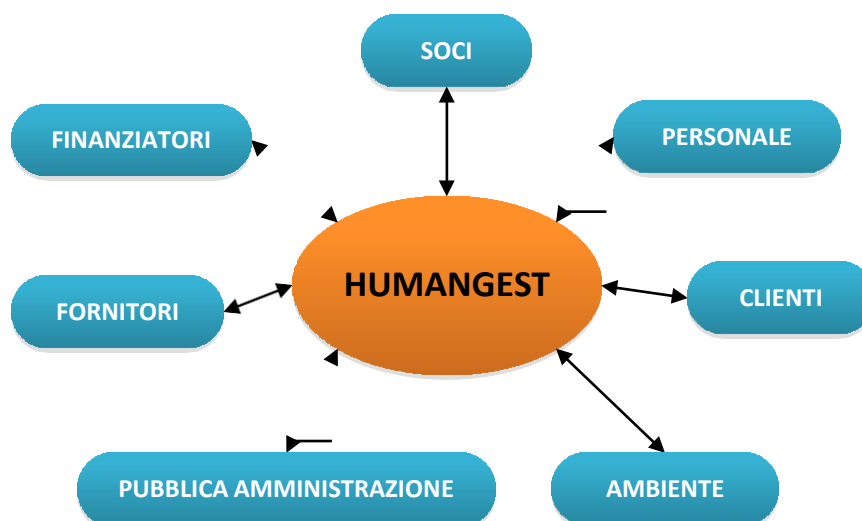 SOCI
FINANZIATORI
PERSONALE
HUMANGEST
FORNITORI
CLIENTI
PUBBLICA AMMINISTRAZIONE
AMBIENTE